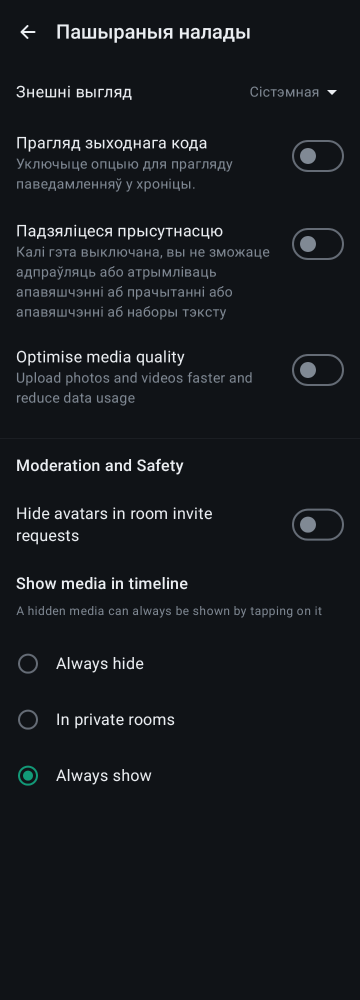 Пашыраныя налады
Знешні выгляд
Сістэмная
Прагляд зыходнага кода
Уключыце опцыю для прагляду
паведамленняў у хроніцы.
Падзяліцеся прысутнасцю
Калі гэта выключана, вы не зможаце
адпраўляць або атрымліваць
апавяшчэнні аб прачытанні або
апавяшчэнні аб наборы тэксту
Optimise media quality
Upload photos and videos faster and
reduce data usage
Moderation and Safety
Hide avatars in room invite
requests
Show media in timeline
A hidden media can always be shown by tapping on it
Always hide
In private rooms
Always show